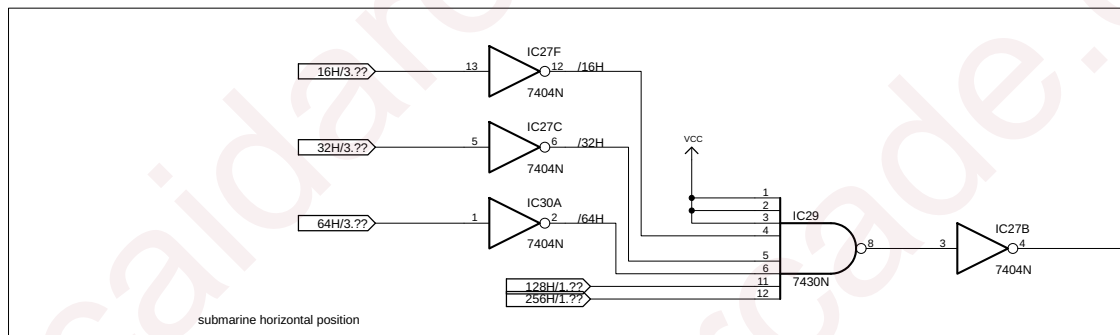 IC27F
16H/3.?? 13 12 /16H
7404N
IC27C
32H/3.?? 5 6 /32H
7404N
VCC
IC30A
64H/3.?? 1 2 /64H
7404N
1
2
3 IC29
4
5
6
11
12
8
7430N
IC27B
3 4
7404N
128H/1.??
256H/1.??
submarine horizontal position